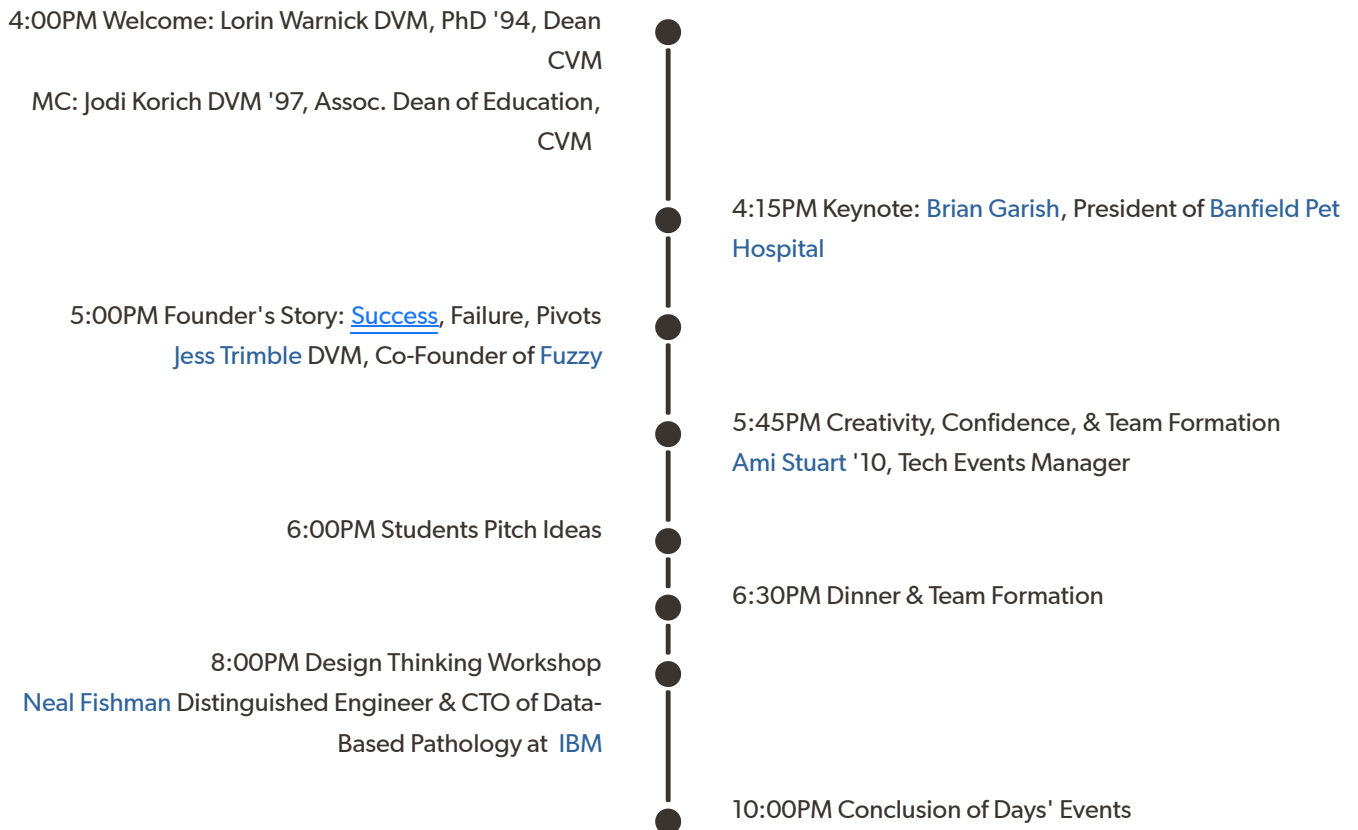 4:00PM Welcome: Lorin Warnick DVM, PhD '94, Dean
CVM
MC: Jodi Korich DVM '97, Assoc. Dean of Education,
CVM
4:15PM Keynote: Brian Garish, President of Banfield Pet
Hospital
5:00PM Founder's Story: Success, Failure, Pivots
Jess Trimble DVM, Co-Founder of Fuzzy
5:45PM Creativity, Confidence, & Team Formation
Ami Stuart '10, Tech Events Manager
6:00PM Students Pitch Ideas
6:30PM Dinner & Team Formation
8:00PM Design Thinking Workshop
Neal Fishman Distinguished Engineer & CTO of Data-
Based Pathology at IBM
10:00PM Conclusion of Days' Events